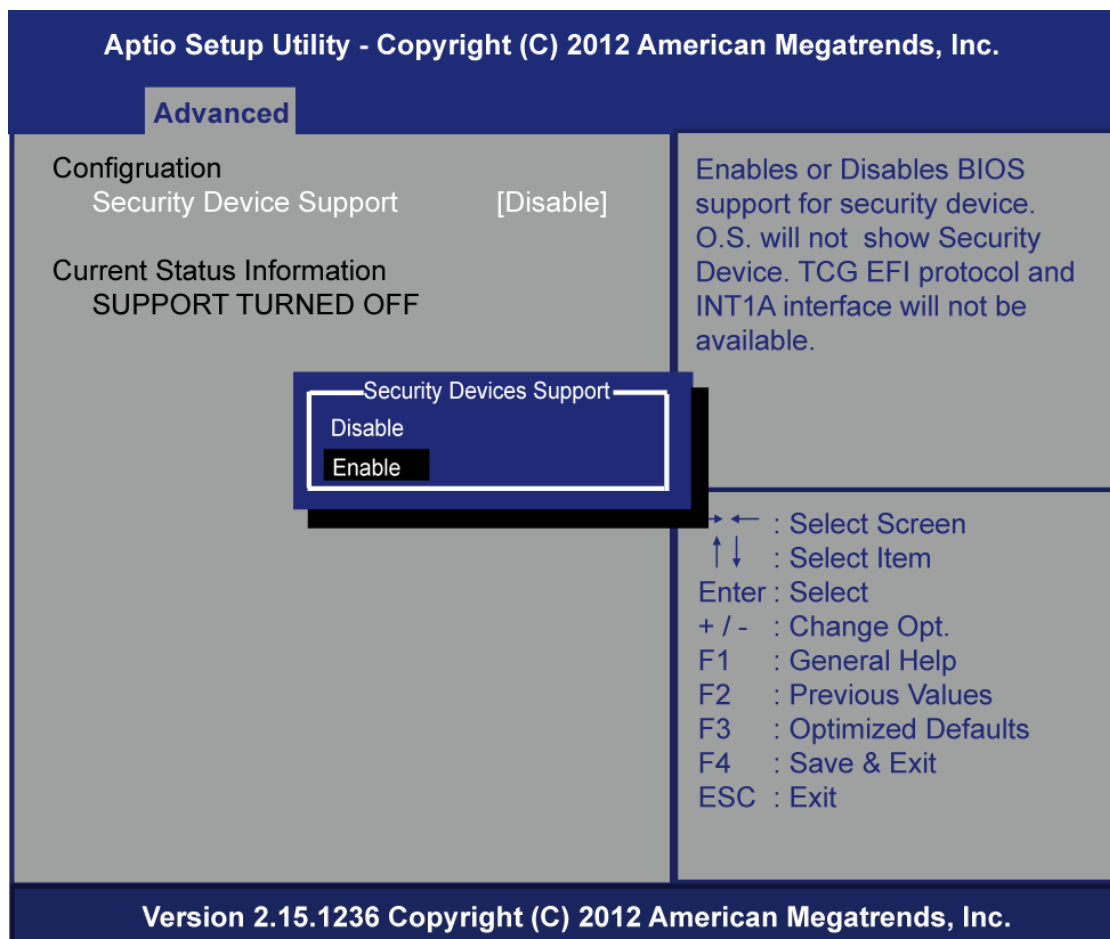 Aptio Setup Utility - Copyright (C) 2012 American Megatrends, Inc.
Advanced
Configruation
Security Device Support [Disable]
Current Status Information
SUPPORT TURNED OFF
Security Devices Support
Disable
Enable
Enables or Disables BIOS
support for security device.
O.S. will not show Security
Device. TCG EFI protocol and
INT1A interface will not be
available.
→ ← : Select Screen
↑ ↓ : Select Item
Enter : Select
+ / - : Change Opt.
F1 : General Help
F2 : Previous Values
F3 : Optimized Defaults
F4 : Save & Exit
ESC : Exit
Version 2.15.1236 Copyright (C) 2012 American Megatrends, Inc.